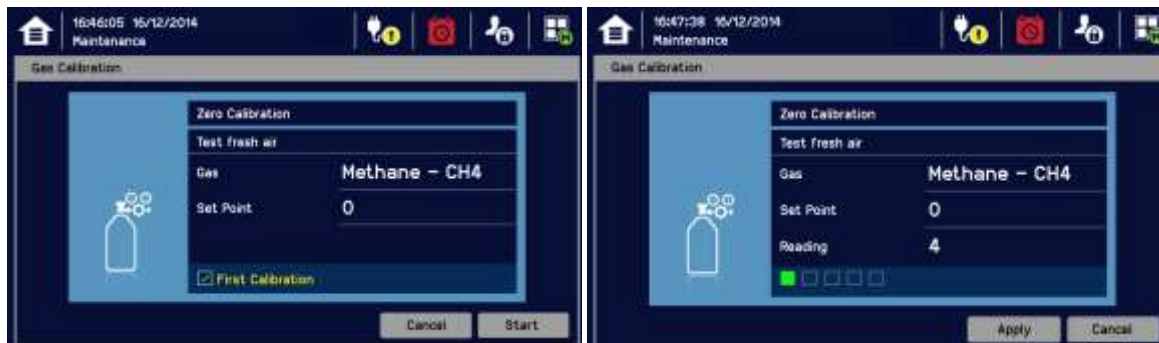 16:46:05 16/12/2014
Maintenance
Gas Calibration
Zero Calibration
Test fresh air
Gas Methane - CH4
Set Point 0
First Calibration
Cancel Start
16:47:38 16/12/2014
Maintenance
Gas Calibration
Zero Calibration
Test fresh air
Gas Methane - CH4
Set Point 0
Reading 4
Apply Cancel